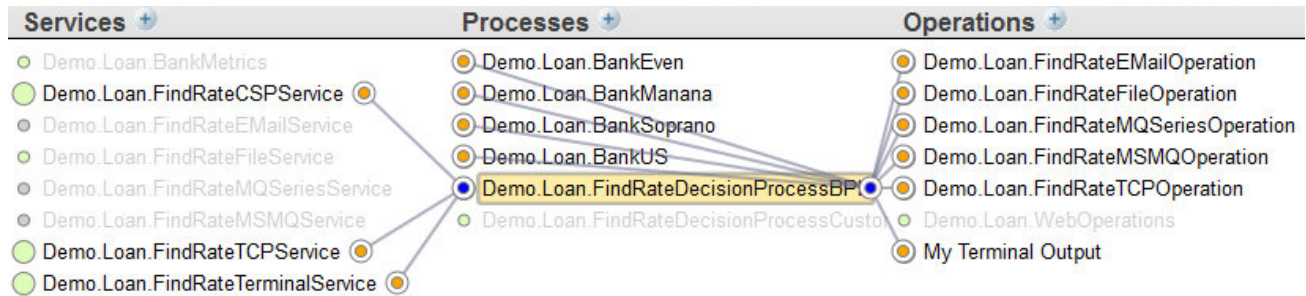 Services
Processes
Operations
Demo.Loan.BankMetrics
Demo.Loan.FindRateCSPService
Demo.Loan.FindRateEMailService
Demo.Loan.FindRateFileService
Demo.Loan.FindRateMQSeriesService
Demo.Loan.FindRateMSMQService
Demo.Loan.FindRateTCPService
Demo.Loan.FindRateTerminalService
Demo.Loan.BankEven
Demo.Loan.BankManana
Demo.Loan.BankSoprano
Demo.Loan.BankUS
Demo.Loan.FindRateDecisionProcessBP
Demo.Loan.FindRateDecisionProcessCusto
Demo.Loan.FindRateEMailOperation
Demo.Loan.FindRateFileOperation
Demo.Loan.FindRateMQSeriesOperation
Demo.Loan.FindRateMSMQOperation
Demo.Loan.FindRateTCPOperation
Demo.Loan.WebOperations
My Terminal Output